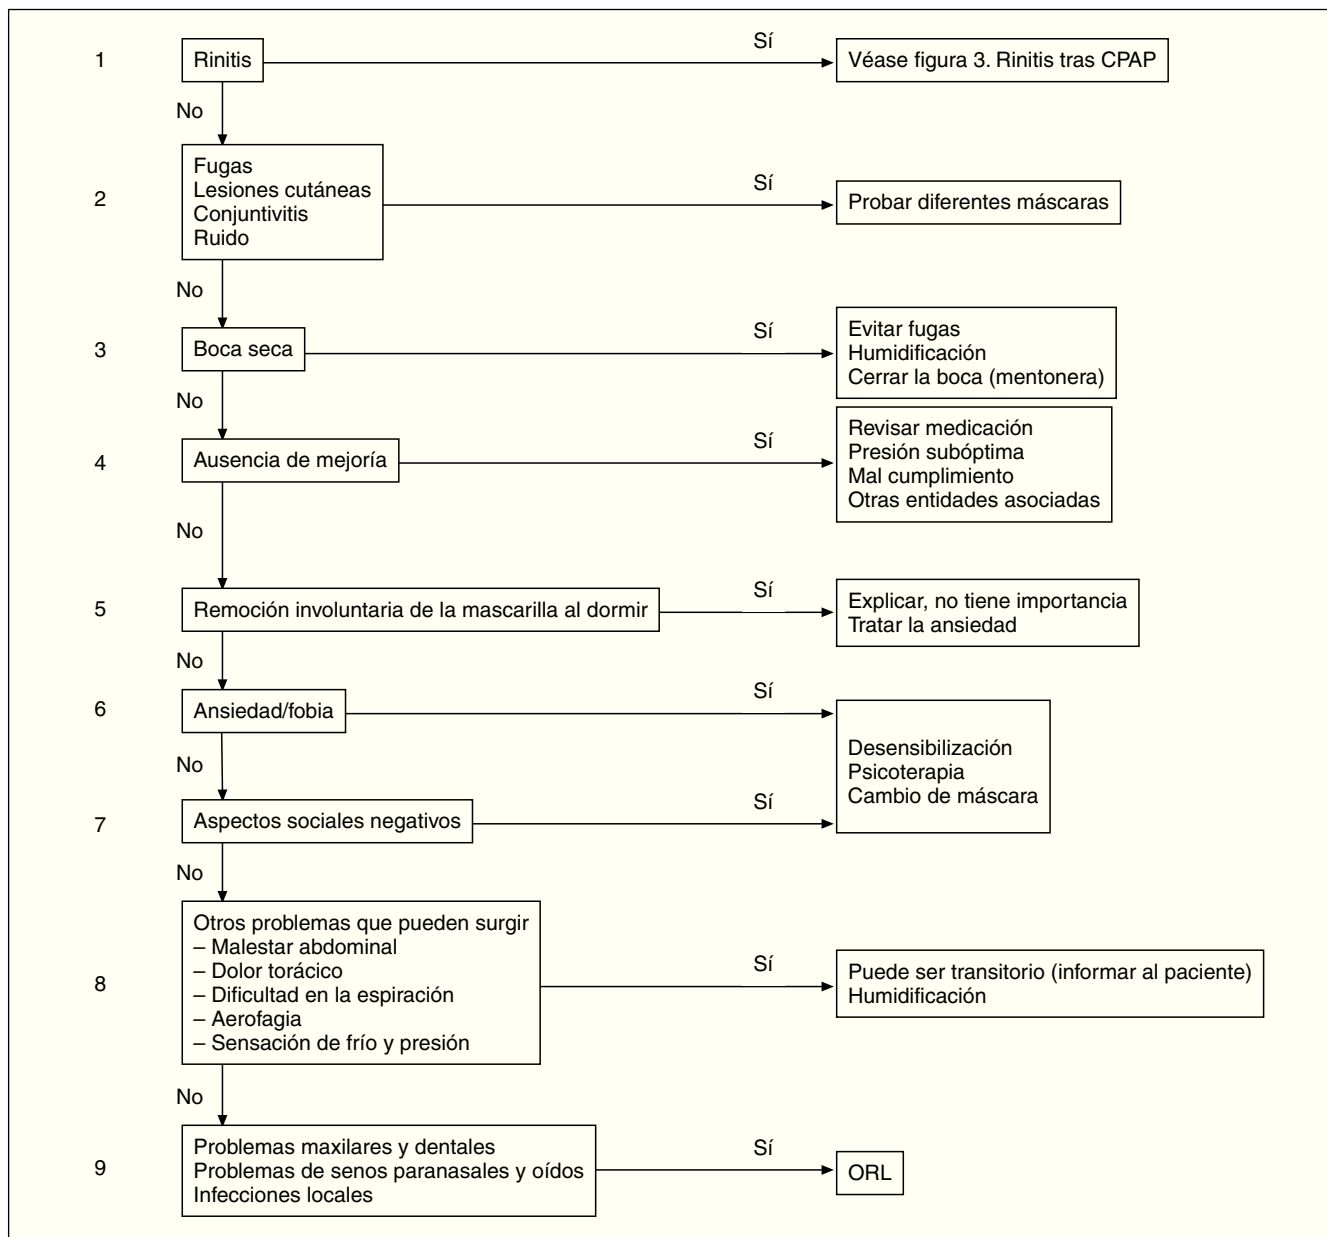 1
Rinitis
Sí
Véase figura 3. Rinitis tras CPAP
No
2
Fugas
Lesiones cutáneas
Conjuntivitis
Ruido
Sí
Probar diferentes máscaras
No
3
Boca seca
Sí
Evitar fugas
Humidificación
Cerrar la boca (mentonera)
No
4
Ausencia de mejoría
Sí
Revisar medicación
Presión subóptima
Mal cumplimiento
Otras entidades asociadas
No
5
Remoción involuntaria de la mascarilla al dormir
Sí
Explicar, no tiene importancia
Tratar la ansiedad
No
6
Ansiedad/fobia
Sí
Desensibilización
Psicoterapia
Cambio de máscara
No
7
Aspectos sociales negativos
Sí
No
8
Otros problemas que pueden surgir
– Malestar abdominal
– Dolor torácico
– Dificultad en la espiración
– Aerofagia
– Sensación de frío y presión
Sí
Puede ser transitorio (informar al paciente)
Humidificación
No
9
Problemas maxilares y dentales
Problemas de senos paranasales y oídos
Infecciones locales
Sí
ORL